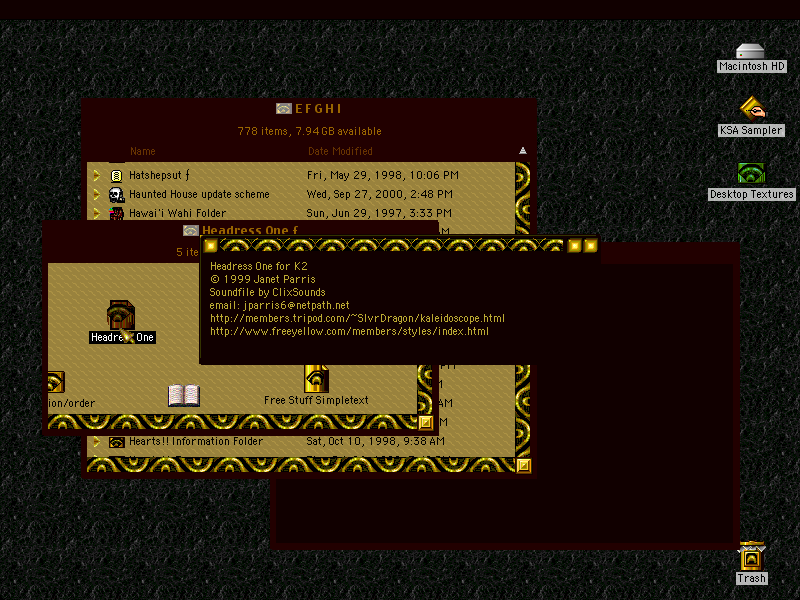 Macintosh HD
KSA Sampler
Desktop Textures
EFGHI
778 items, 7.94 GB available
Name Date Modified
Hatshepsut ƒ Fri, May 29, 1998, 10:06 PM
Haunted House update scheme Wed, Sep 27, 2000, 2:48 PM
Hawai'i Wahi Folder Sun, Jun 29, 1997, 3:33 PM
Headress One ƒ
5 ite
Headress One for K2
© 1999 Janet Parris
Soundfile by ClixSounds
email: jparris6@netpath.net
http://members.tripod.com/~SlvrDragon/kaleidoscope.html
http://www.freeyellow.com/members/styles/index.html
Headress One
ion/order
Free Stuff Simpletext
AM
Hearts!! Information Folder Sat, Oct 10, 1998, 9:38 AM
Trash